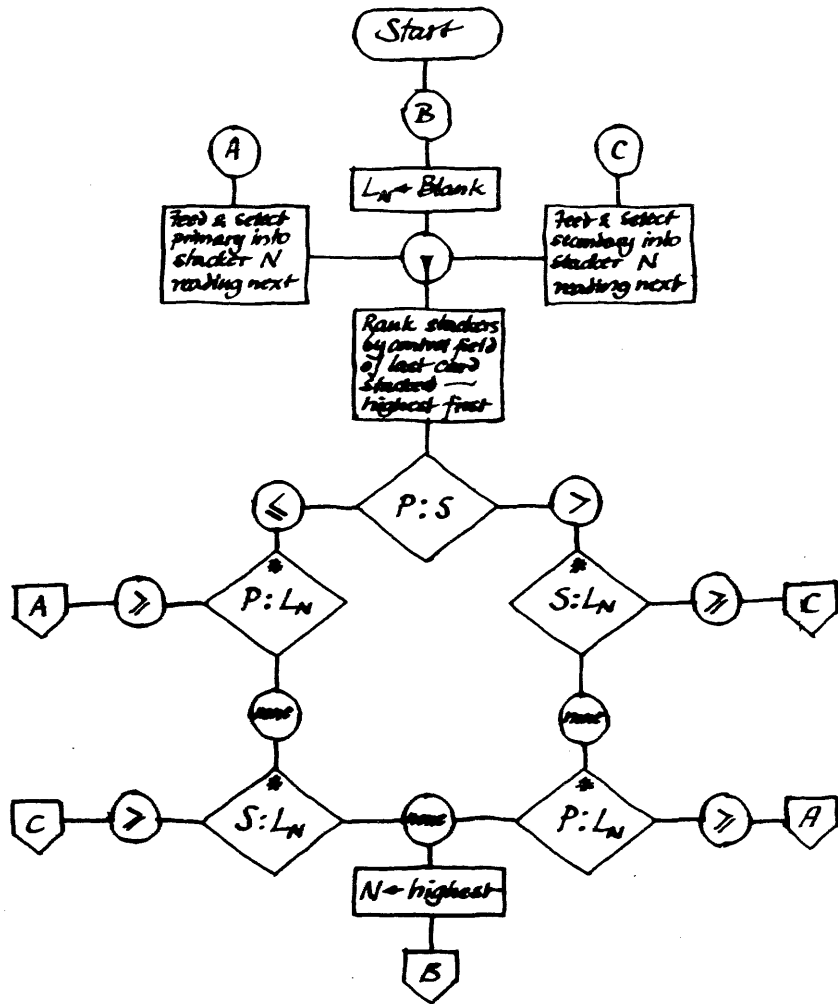 Start
B
A
C
L_N ← Blank
Feed & select
primary into
stacker N
reading next
Feed & select
secondary into
stacker N
reading next
Rank stackers
by control field
of last card
stacked —
highest first
P:S
≤
>
*
P:L_N
*
S:L_N
A
≥
≥
C
none
none
*
S:L_N
*
P:L_N
C
≥
none
≥
A
N ← highest
B